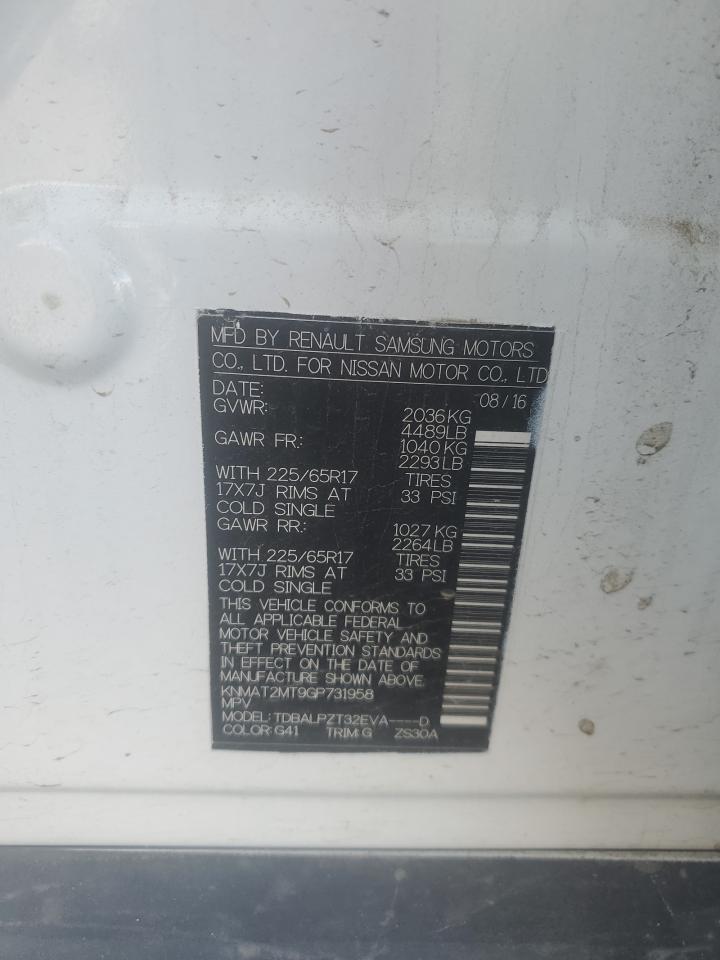 MFD BY RENAULT SAMSUNG MOTORS
CO., LTD. FOR NISSAN MOTOR CO., LTD
DATE: 08/16
GVWR: 2036KG
4489LB
GAWR FR.: 1040KG
2293LB
WITH 225/65R17 TIRES
17X7J RIMS AT 33 PSI
COLD SINGLE
GAWR RR.: 1027KG
2264LB
WITH 225/65R17 TIRES
17X7J RIMS AT 33 PSI
COLD SINGLE
THIS VEHICLE CONFORMS TO
ALL APPLICABLE FEDERAL
MOTOR VEHICLE SAFETY AND
THEFT PREVENTION STANDARDS
IN EFFECT ON THE DATE OF
MANUFACTURE SHOWN ABOVE.
KNMAT2MT9GP731958
MPV
MODEL: TDBALPZT32EVA----D
COLOR: G41 TRIM:G ZS30A